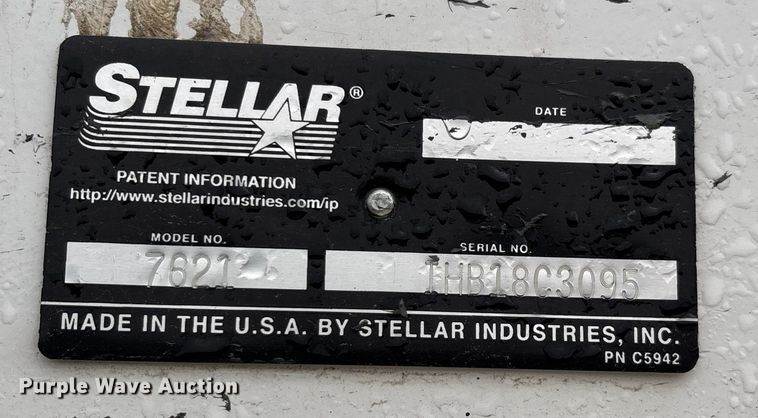 STELLAR®
DATE
PATENT INFORMATION
http://www.stellarindustries.com/ip
MODEL NO.
7621
SERIAL NO.
IHB18C3095
MADE IN THE U.S.A. BY STELLAR INDUSTRIES, INC.
PN C5942
Purple Wave Auction